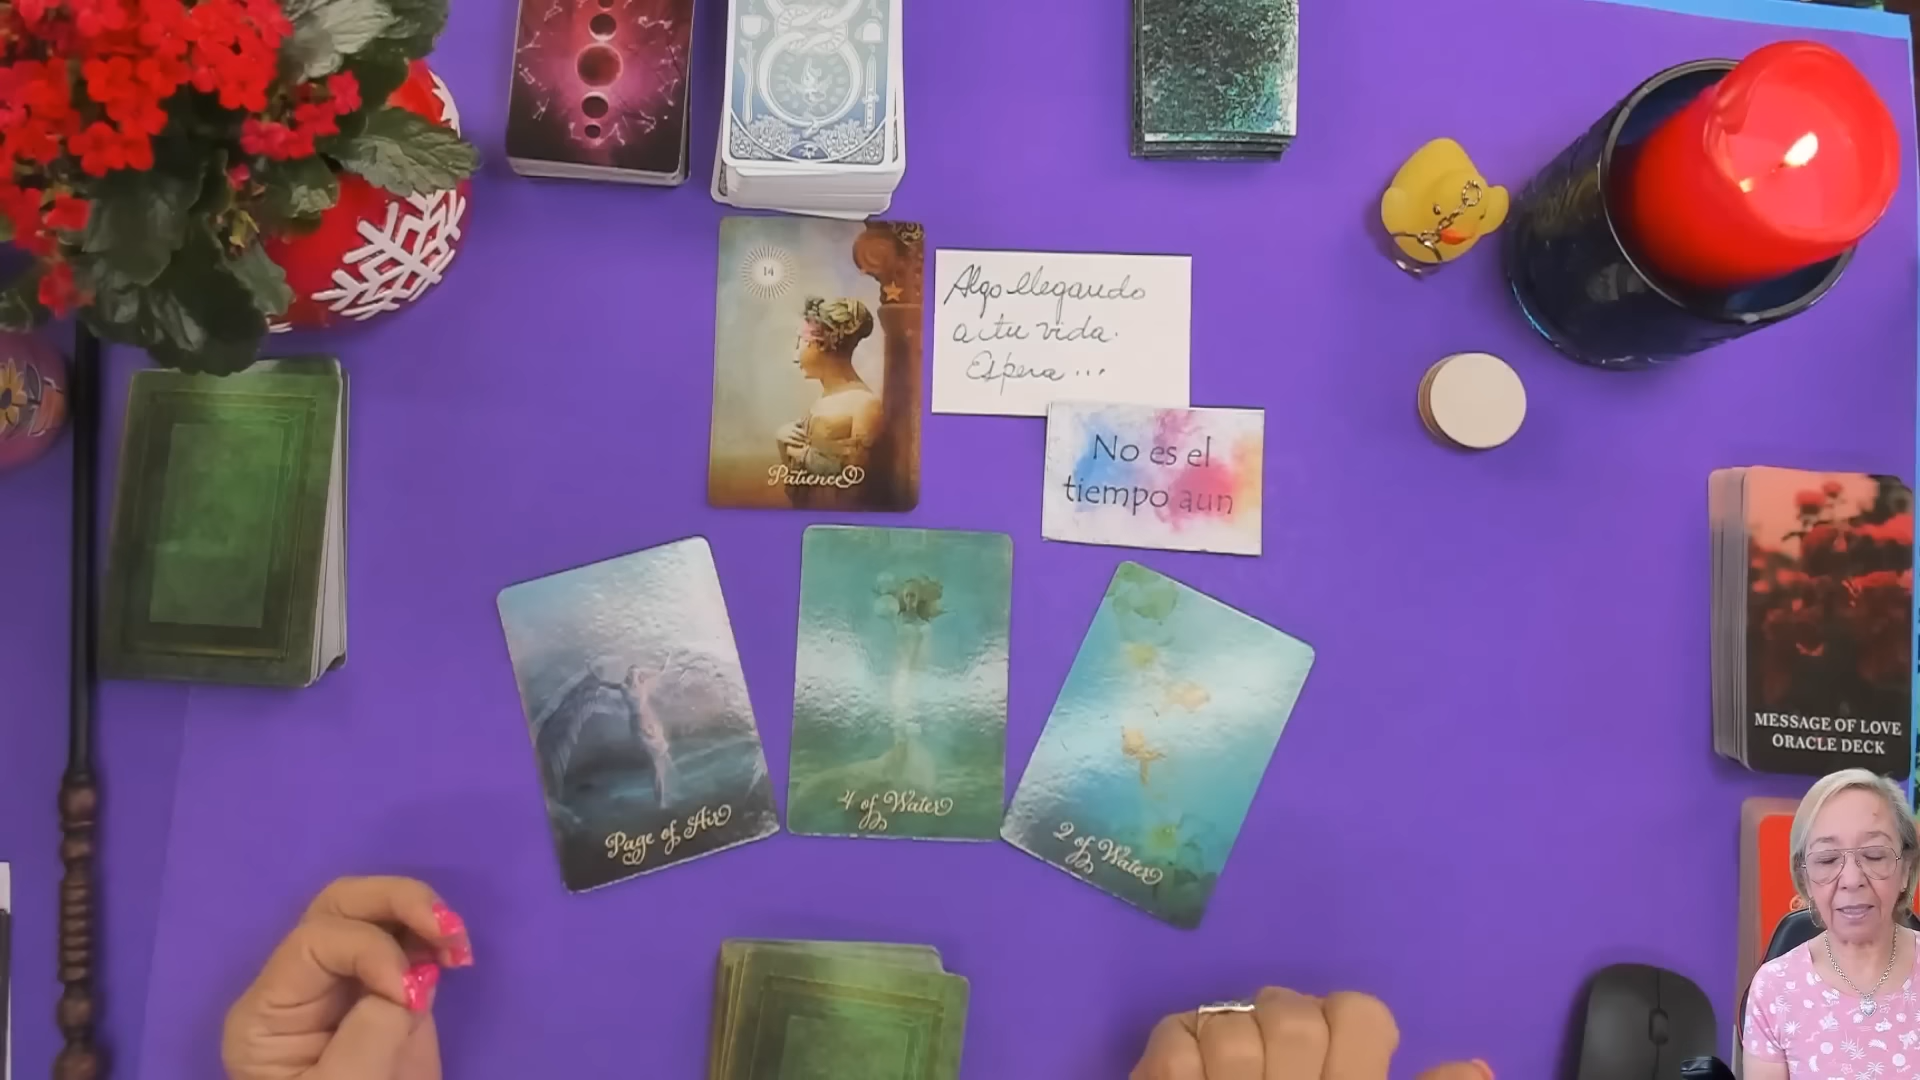 14
Patience
Algo llegando
a tu vida.
Espera...
No es el
tiempo aun
Page of Air
4 of Water
2 of Water
MESSAGE OF LOVE
ORACLE DECK